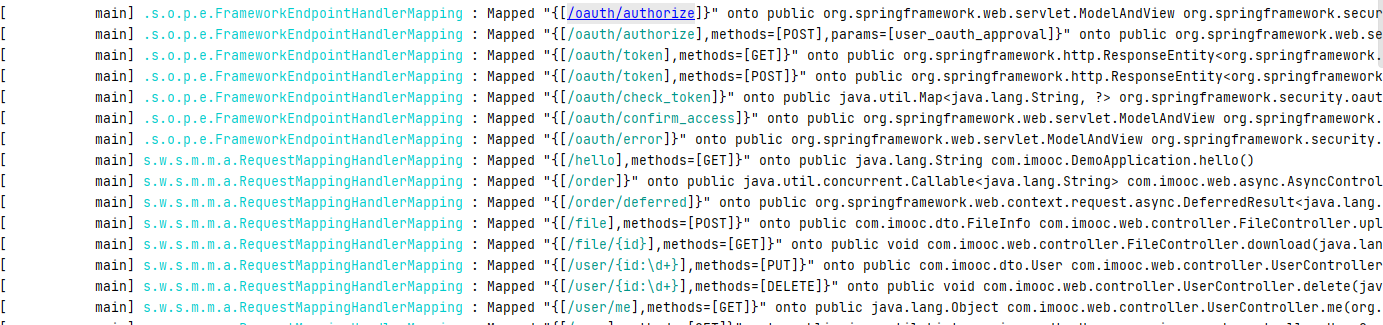 [           main] .s.o.p.e.FrameworkEndpointHandlerMapping : Mapped "{[/oauth/authorize]}" onto public org.springframework.web.servlet.ModelAndView org.springframework.secur
[           main] .s.o.p.e.FrameworkEndpointHandlerMapping : Mapped "{[/oauth/authorize],methods=[POST],params=[user_oauth_approval]}" onto public org.springframework.web.se
[           main] .s.o.p.e.FrameworkEndpointHandlerMapping : Mapped "{[/oauth/token],methods=[GET]}" onto public org.springframework.http.ResponseEntity<org.springframework.
[           main] .s.o.p.e.FrameworkEndpointHandlerMapping : Mapped "{[/oauth/token],methods=[POST]}" onto public org.springframework.http.ResponseEntity<org.springframework
[           main] .s.o.p.e.FrameworkEndpointHandlerMapping : Mapped "{[/oauth/check_token]}" onto public java.util.Map<java.lang.String, ?> org.springframework.security.oaut
[           main] .s.o.p.e.FrameworkEndpointHandlerMapping : Mapped "{[/oauth/confirm_access]}" onto public org.springframework.web.servlet.ModelAndView org.springframework.
[           main] .s.o.p.e.FrameworkEndpointHandlerMapping : Mapped "{[/oauth/error]}" onto public org.springframework.web.servlet.ModelAndView org.springframework.security.
[           main] s.w.s.m.m.a.RequestMappingHandlerMapping : Mapped "{[/hello],methods=[GET]}" onto public java.lang.String com.imooc.DemoApplication.hello()
[           main] s.w.s.m.m.a.RequestMappingHandlerMapping : Mapped "{[/order]}" onto public java.util.concurrent.Callable<java.lang.String> com.imooc.web.async.AsyncControl
[           main] s.w.s.m.m.a.RequestMappingHandlerMapping : Mapped "{[/order/deferred]}" onto public org.springframework.web.context.request.async.DeferredResult<java.lang.
[           main] s.w.s.m.m.a.RequestMappingHandlerMapping : Mapped "{[/file],methods=[POST]}" onto public com.imooc.dto.FileInfo com.imooc.web.controller.FileController.upl
[           main] s.w.s.m.m.a.RequestMappingHandlerMapping : Mapped "{[/file/{id}],methods=[GET]}" onto public void com.imooc.web.controller.FileController.download(java.lan
[           main] s.w.s.m.m.a.RequestMappingHandlerMapping : Mapped "{[/user/{id:\d+}],methods=[PUT]}" onto public com.imooc.dto.User com.imooc.web.controller.UserController
[           main] s.w.s.m.m.a.RequestMappingHandlerMapping : Mapped "{[/user/{id:\d+}],methods=[DELETE]}" onto public void com.imooc.web.controller.UserController.delete(jav
[           main] s.w.s.m.m.a.RequestMappingHandlerMapping : Mapped "{[/user/me],methods=[GET]}" onto public java.lang.Object com.imooc.web.controller.UserController.me(org.